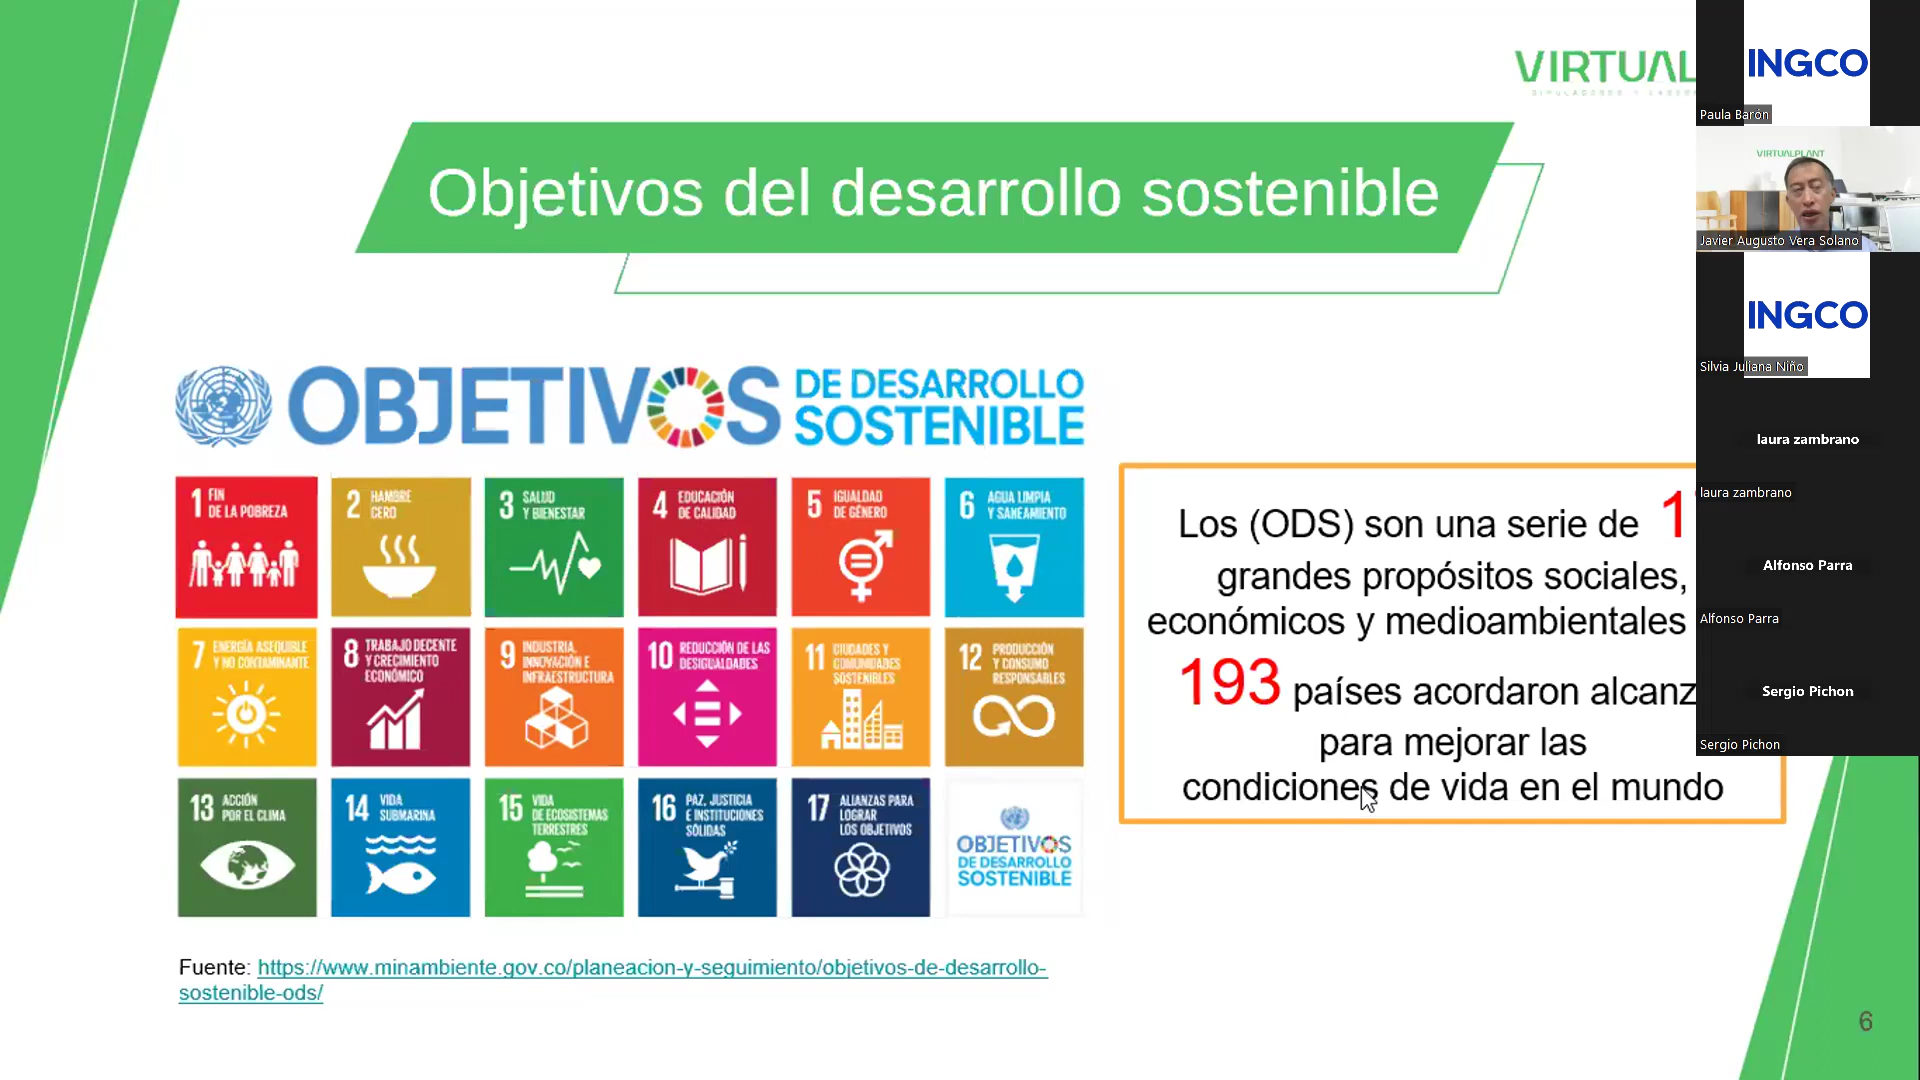 VIRTUAL
Objetivos del desarrollo sostenible
OBJETIVOS DE DESARROLLO
SOSTENIBLE
1 FIN
DE LA POBREZA
2 HAMBRE
CERO
3 SALUD
Y BIENESTAR
4 EDUCACIÓN
DE CALIDAD
5 IGUALDAD
DE GÉNERO
6 AGUA LIMPIA
Y SANEAMIENTO
7 ENERGÍA ASEQUIBLE
Y NO CONTAMINANTE
8 TRABAJO DECENTE
Y CRECIMIENTO
ECONÓMICO
9 INDUSTRIA,
INNOVACIÓN E
INFRAESTRUCTURA
10 REDUCCIÓN DE LAS
DESIGUALDADES
11 CIUDADES Y
COMUNIDADES
SOSTENIBLES
12 PRODUCCIÓN
Y CONSUMO
RESPONSABLES
13 ACCIÓN
POR EL CLIMA
14 VIDA
SUBMARINA
15 VIDA
DE ECOSISTEMAS
TERRESTRES
16 PAZ, JUSTICIA
E INSTITUCIONES
SÓLIDAS
17 ALIANZAS PARA
LOGRAR
LOS OBJETIVOS
OBJETIVOS
DE DESARROLLO
SOSTENIBLE
Los (ODS) son una serie de 1
grandes propósitos sociales,
económicos y medioambientales
193 países acordaron alcanz
para mejorar las
condiciones de vida en el mundo
Fuente: https://www.minambiente.gov.co/planeacion-y-seguimiento/objetivos-de-desarrollo-
sostenible-ods/
6
INGCO
Paula Barón
VIRTUALPLANT
Javier Augusto Vera Solano
INGCO
Silvia Juliana Niño
laura zambrano
laura zambrano
Alfonso Parra
Alfonso Parra
Sergio Pichon
Sergio Pichon